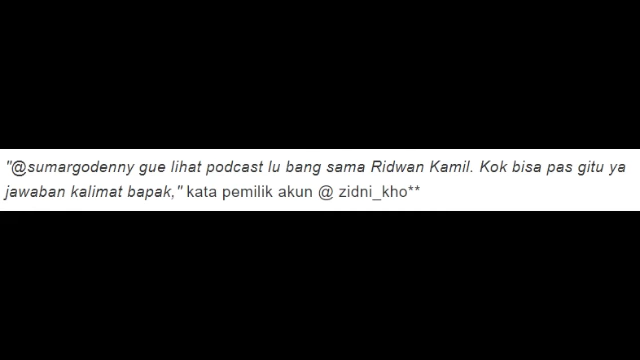 "@sumargodenny gue lihat podcast lu bang sama Ridwan Kamil. Kok bisa pas gitu ya
jawaban kalimat bapak," kata pemilik akun @ zidni_kho**